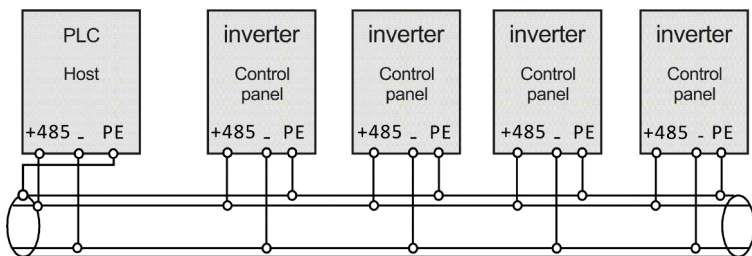 PLC
Host
+485 - PE
inverter
Control
panel
+485 - PE
inverter
Control
panel
+485 - PE
inverter
Control
panel
+485 - PE
inverter
Control
panel
+485 - PE